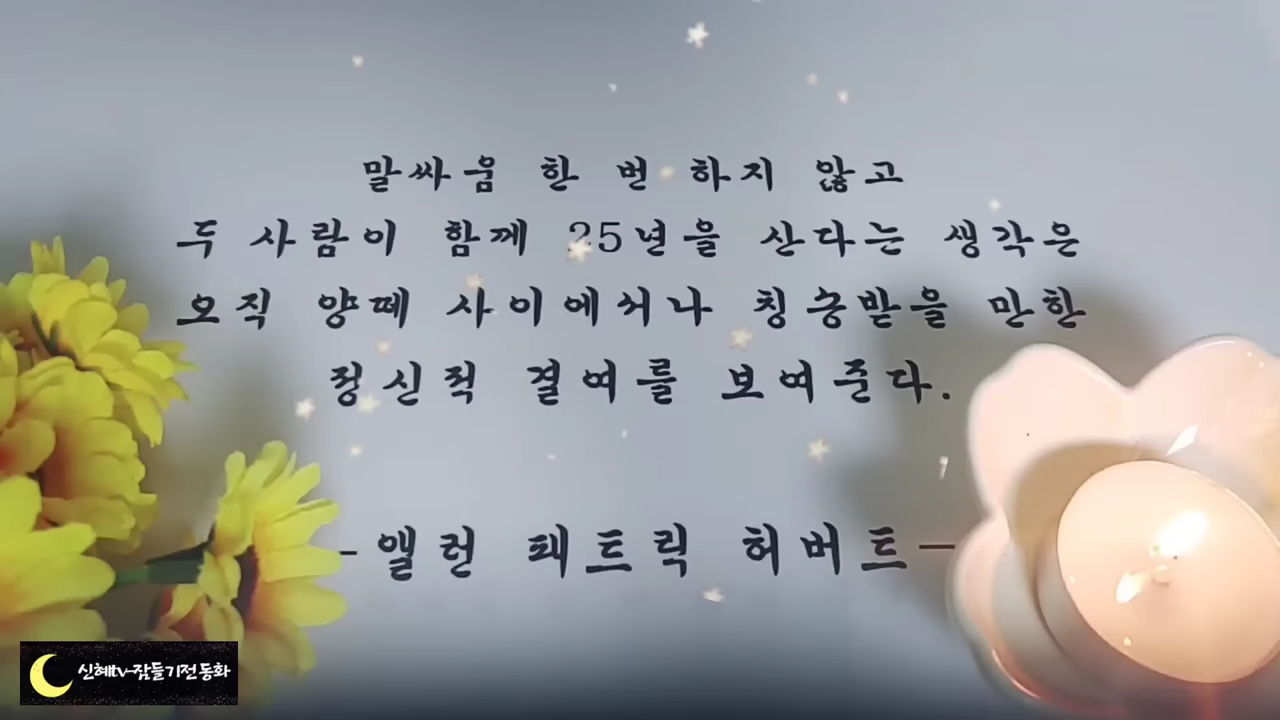 말싸움 한 번 하지 않고
두 사람이 함께 25년을 산다는 생각은
오직 양떼 사이에서나 칭송받을 만한
정신적 결여를 보여준다.
-앨런 패트릭 허버트-
신혜tv-잠들기전 동화